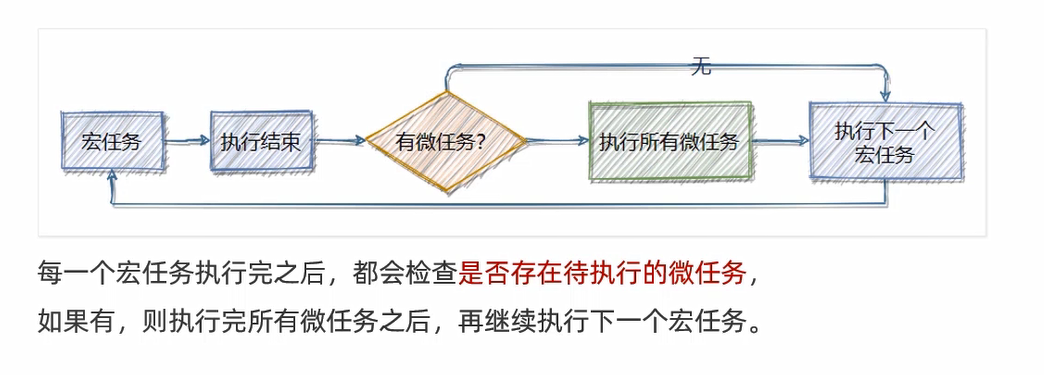 无
宏任务
执行结束
有微任务?
执行所有微任务
执行下一个
宏任务
每一个宏任务执行完之后，都会检查是否存在待执行的微任务，
如果有，则执行完所有微任务之后，再继续执行下一个宏任务。